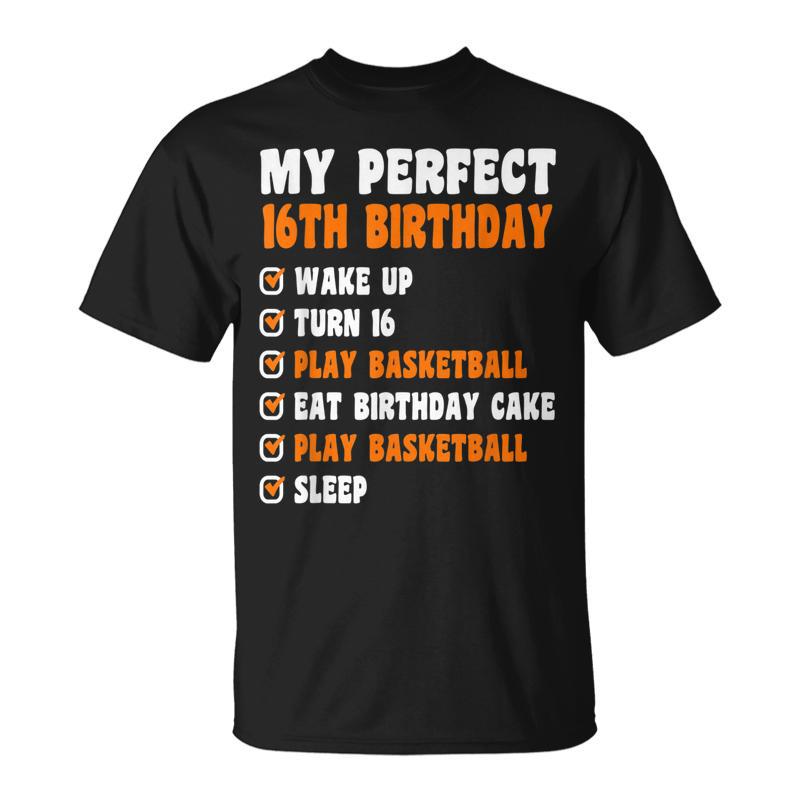 MY PERFECT
16TH BIRTHDAY
WAKE UP
TURN 16
PLAY BASKETBALL
EAT BIRTHDAY CAKE
PLAY BASKETBALL
SLEEP